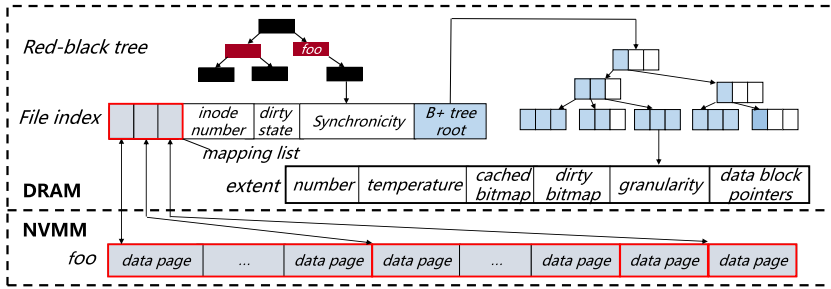 Red-black tree
foo
File index
inode number
dirty state
Synchronicity
B+ tree root
mapping list
extent
number
temperature
cached bitmap
dirty bitmap
granularity
data block pointers
DRAM
NVMM
foo
data page
...
data page
data page
...
data page
data page
data page